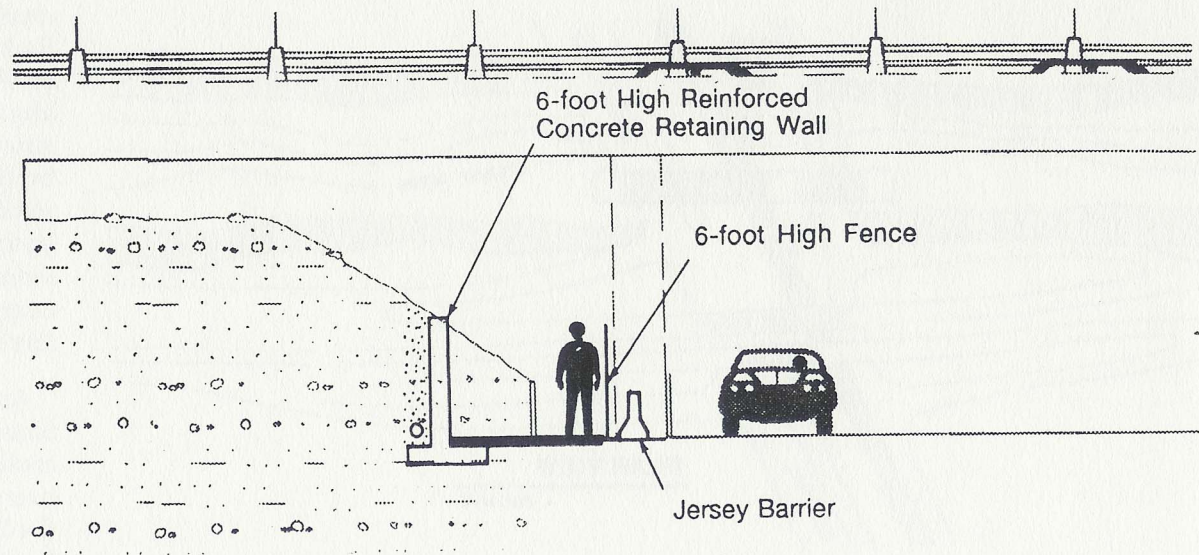 6-foot High Reinforced
Concrete Retaining Wall
6-foot High Fence
Jersey Barrier